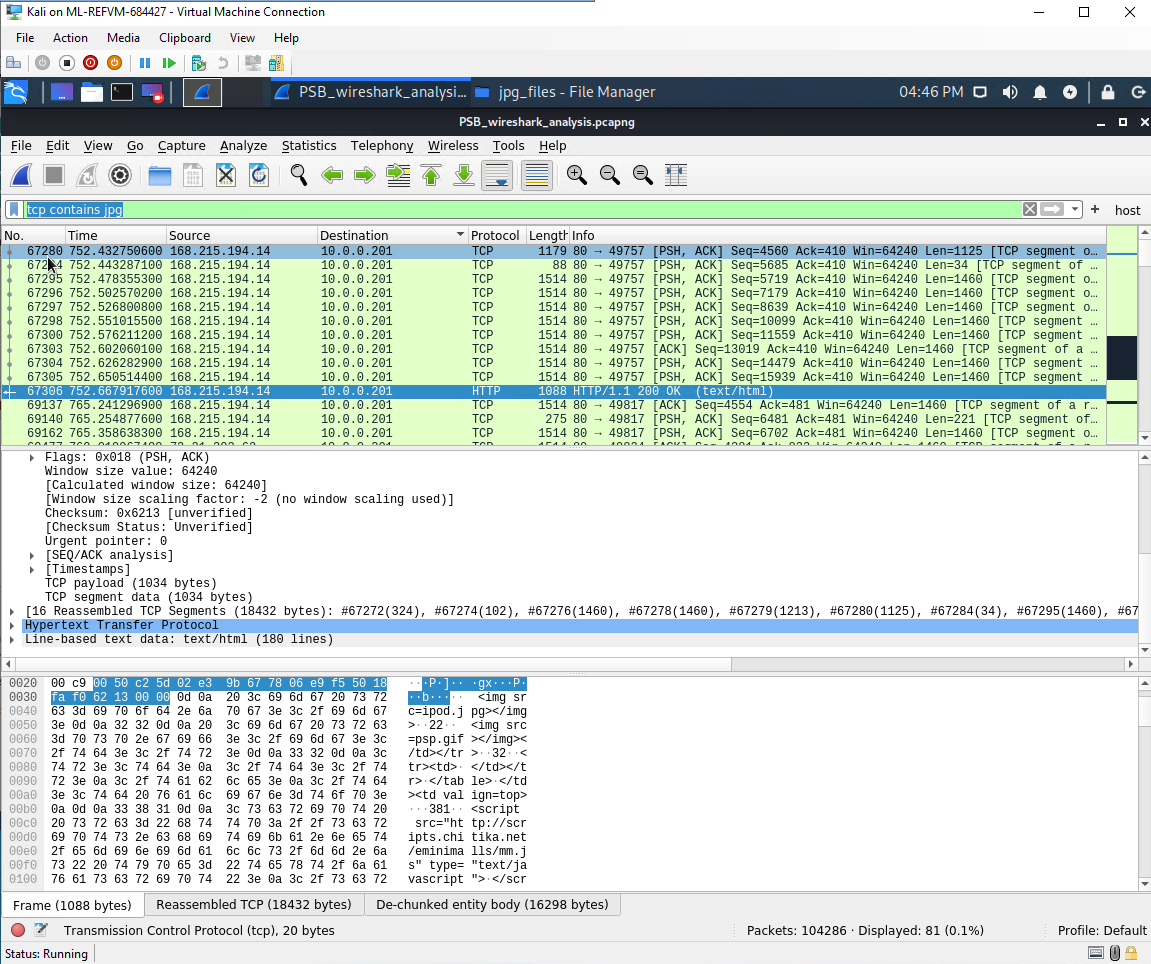 Kali on ML-REFVM-684427 - Virtual Machine Connection
File Action Media Clipboard View Help
PSB_wireshark_analysi... jpg_files - File Manager 04:46 PM
PSB_wireshark_analysis.pcapng
File Edit View Go Capture Analyze Statistics Telephony Wireless Tools Help
tcp contains jpg + host
No. Time Source Destination Protocol Length Info
67280 752.432750600 168.215.194.14 10.0.0.201 TCP 1179 80 → 49757 [PSH, ACK] Seq=4560 Ack=410 Win=64240 Len=1125 [TCP segment o…
752.443287100 168.215.194.14 10.0.0.201 TCP 88 80 → 49757 [PSH, ACK] Seq=5685 Ack=410 Win=64240 Len=34 [TCP segment of …
67295 752.478355300 168.215.194.14 10.0.0.201 TCP 1514 80 → 49757 [PSH, ACK] Seq=5719 Ack=410 Win=64240 Len=1460 [TCP segment o…
67296 752.502570200 168.215.194.14 10.0.0.201 TCP 1514 80 → 49757 [PSH, ACK] Seq=7179 Ack=410 Win=64240 Len=1460 [TCP segment o…
67297 752.526800800 168.215.194.14 10.0.0.201 TCP 1514 80 → 49757 [PSH, ACK] Seq=8639 Ack=410 Win=64240 Len=1460 [TCP segment o…
67298 752.551015500 168.215.194.14 10.0.0.201 TCP 1514 80 → 49757 [PSH, ACK] Seq=10099 Ack=410 Win=64240 Len=1460 [TCP segment …
67300 752.576211200 168.215.194.14 10.0.0.201 TCP 1514 80 → 49757 [PSH, ACK] Seq=11559 Ack=410 Win=64240 Len=1460 [TCP segment …
67303 752.602060100 168.215.194.14 10.0.0.201 TCP 1514 80 → 49757 [ACK] Seq=13019 Ack=410 Win=64240 Len=1460 [TCP segment of a …
67304 752.626282900 168.215.194.14 10.0.0.201 TCP 1514 80 → 49757 [PSH, ACK] Seq=14479 Ack=410 Win=64240 Len=1460 [TCP segment …
67305 752.650514400 168.215.194.14 10.0.0.201 TCP 1514 80 → 49757 [PSH, ACK] Seq=15939 Ack=410 Win=64240 Len=1460 [TCP segment …
67306 752.667917600 168.215.194.14 10.0.0.201 HTTP 1088 HTTP/1.1 200 OK (text/html)
69137 765.241296900 168.215.194.14 10.0.0.201 TCP 1514 80 → 49817 [ACK] Seq=4554 Ack=481 Win=64240 Len=1460 [TCP segment of a r…
69140 765.254877600 168.215.194.14 10.0.0.201 TCP 275 80 → 49817 [PSH, ACK] Seq=6481 Ack=481 Win=64240 Len=221 [TCP segment of…
69162 765.358638300 168.215.194.14 10.0.0.201 TCP 1514 80 → 49817 [PSH, ACK] Seq=6702 Ack=481 Win=64240 Len=1460 [TCP segment o…
Flags: 0x018 (PSH, ACK)
Window size value: 64240
[Calculated window size: 64240]
[Window size scaling factor: -2 (no window scaling used)]
Checksum: 0x6213 [unverified]
[Checksum Status: Unverified]
Urgent pointer: 0
[SEQ/ACK analysis]
[Timestamps]
TCP payload (1034 bytes)
TCP segment data (1034 bytes)
[16 Reassembled TCP Segments (18432 bytes): #67272(324), #67274(102), #67276(1460), #67278(1460), #67279(1213), #67280(1125), #67284(34), #67295(1460), #67
Hypertext Transfer Protocol
Line-based text data: text/html (180 lines)
0020 00 c9 00 50 c2 5d 02 e3 9b 67 78 06 e9 f5 50 18 ···P·]·· ·gx···P·
0030 fa f0 62 13 00 00 0d 0a 20 3c 69 6d 67 20 73 72 ··b····· <img sr
0040 63 3d 69 70 6f 64 2e 6a 70 67 3e 3c 2f 69 6d 67 c=ipod.j pg></img
0050 3e 0d 0a 32 32 0d 0a 20 3c 69 6d 67 20 73 72 63 >··22·· <img src
0060 3d 70 73 70 2e 67 69 66 3e 3c 2f 69 6d 67 3e 3c =psp.gif ></img><
0070 2f 74 64 3e 3c 2f 74 72 3e 0d 0a 33 32 0d 0a 3c /td></tr >··32··<
0080 74 72 3e 3c 74 64 3e 0a 3c 2f 74 64 3e 3c 2f 74 tr><td>· </td></t
0090 72 3e 0a 3c 2f 74 61 62 6c 65 3e 0a 3c 2f 74 64 r>·</tab le>·</td
00a0 3e 3c 74 64 20 76 61 6c 69 67 6e 3d 74 6f 70 3e ><td val ign=top>
00b0 0a 0d 0a 33 38 31 0d 0a 3c 73 63 72 69 70 74 20 ···381·· <script
00c0 20 73 72 63 3d 22 68 74 74 70 3a 2f 2f 73 63 72 src="ht tp://scr
00d0 69 70 74 73 2e 63 68 69 74 69 6b 61 2e 6e 65 74 ipts.chi tika.net
00e0 2f 65 6d 69 6e 69 6d 61 6c 6c 73 2f 6d 6d 2e 6a /eminima lls/mm.j
00f0 73 22 20 74 79 70 65 3d 22 74 65 78 74 2f 6a 61 s" type= "text/ja
0100 76 61 73 63 72 69 70 74 22 3e 0a 3c 2f 73 63 72 vascript ">·</scr
Frame (1088 bytes) Reassembled TCP (18432 bytes) De-chunked entity body (16298 bytes)
Transmission Control Protocol (tcp), 20 bytes Packets: 104286 · Displayed: 81 (0.1%) Profile: Default
Status: Running